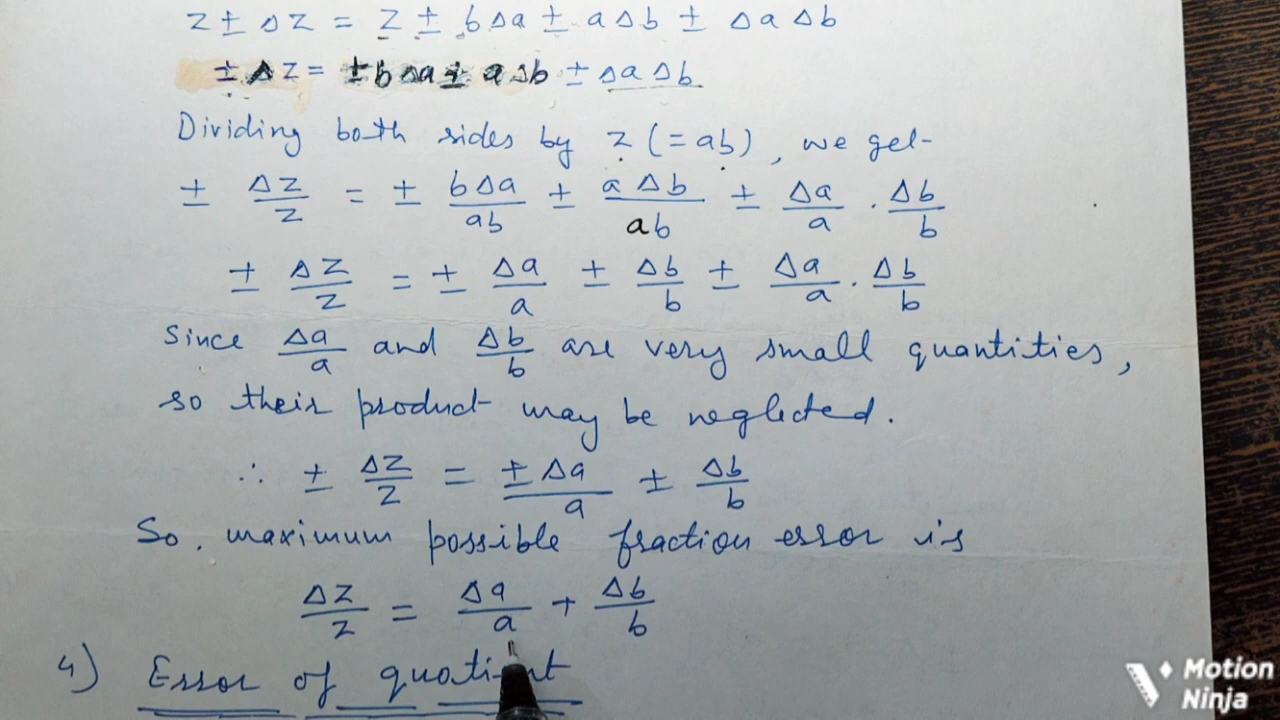 z ± Δz = z ± bΔa ± aΔb ± ΔaΔb
± Δz = ±bΔa ± aΔb ± ΔaΔb
Dividing both sides by z (=ab), we get
± Δz/z = ± bΔa/ab ± aΔb/ab ± Δa/a . Δb/b
± Δz/z = ± Δa/a ± Δb/b ± Δa/a . Δb/b
Since Δa/a and Δb/b are very small quantities,
so their product may be neglected.
∴ ± Δz/z = ± Δa/a ± Δb/b
So, maximum possible fraction error is
Δz/z = Δa/a + Δb/b
4) Error of
Motion
Ninja